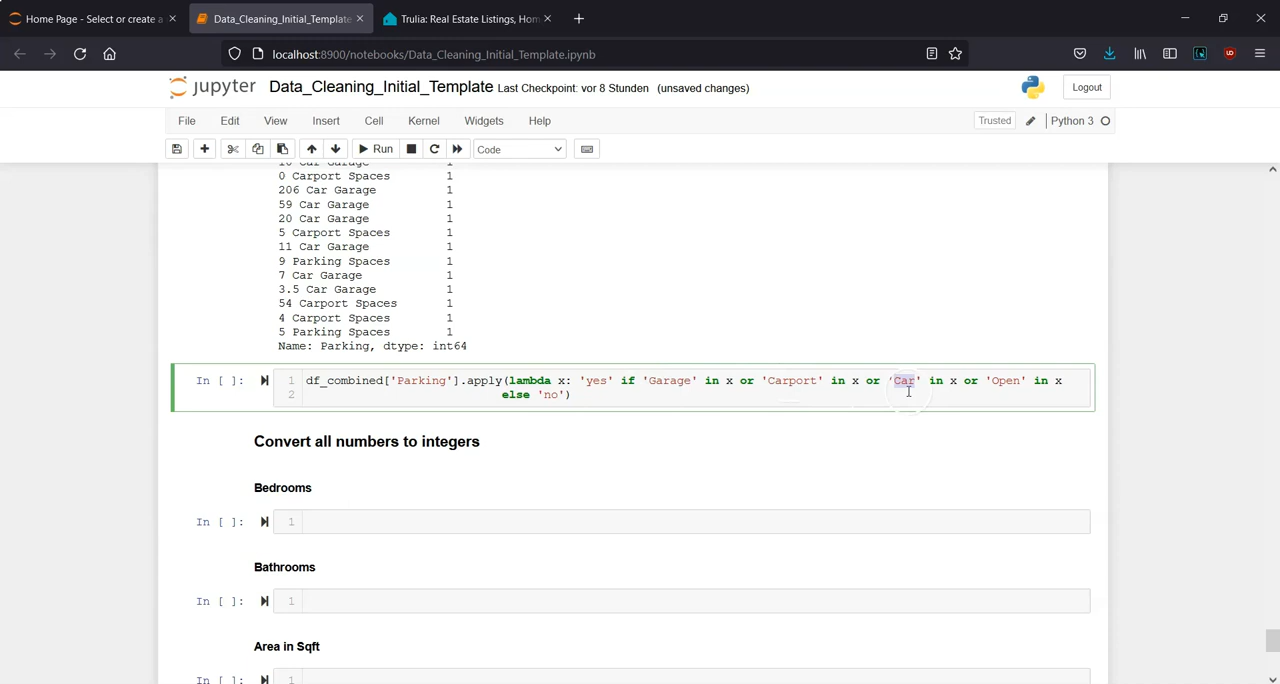 Home Page - Select or create a
Data_Cleaning_Initial_Template
Trulia: Real Estate Listings, Hom
localhost:8900/notebooks/Data_Cleaning_Initial_Template.ipynb
jupyter Data_Cleaning_Initial_Template Last Checkpoint: vor 8 Stunden (unsaved changes)
Logout
File Edit View Insert Cell Kernel Widgets Help
Trusted Python 3
Run Code
10 Car Garage 1
0 Carport Spaces 1
206 Car Garage 1
59 Car Garage 1
20 Car Garage 1
5 Carport Spaces 1
11 Car Garage 1
9 Parking Spaces 1
7 Car Garage 1
3.5 Car Garage 1
54 Carport Spaces 1
4 Carport Spaces 1
5 Parking Spaces 1
Name: Parking, dtype: int64
In [ ]: 1 df_combined['Parking'].apply(lambda x: 'yes' if 'Garage' in x or 'Carport' in x or 'Car' in x or 'Open' in x
2 else 'no')
Convert all numbers to integers
Bedrooms
In [ ]: 1
Bathrooms
In [ ]: 1
Area in Sqft
In [ ]: 1